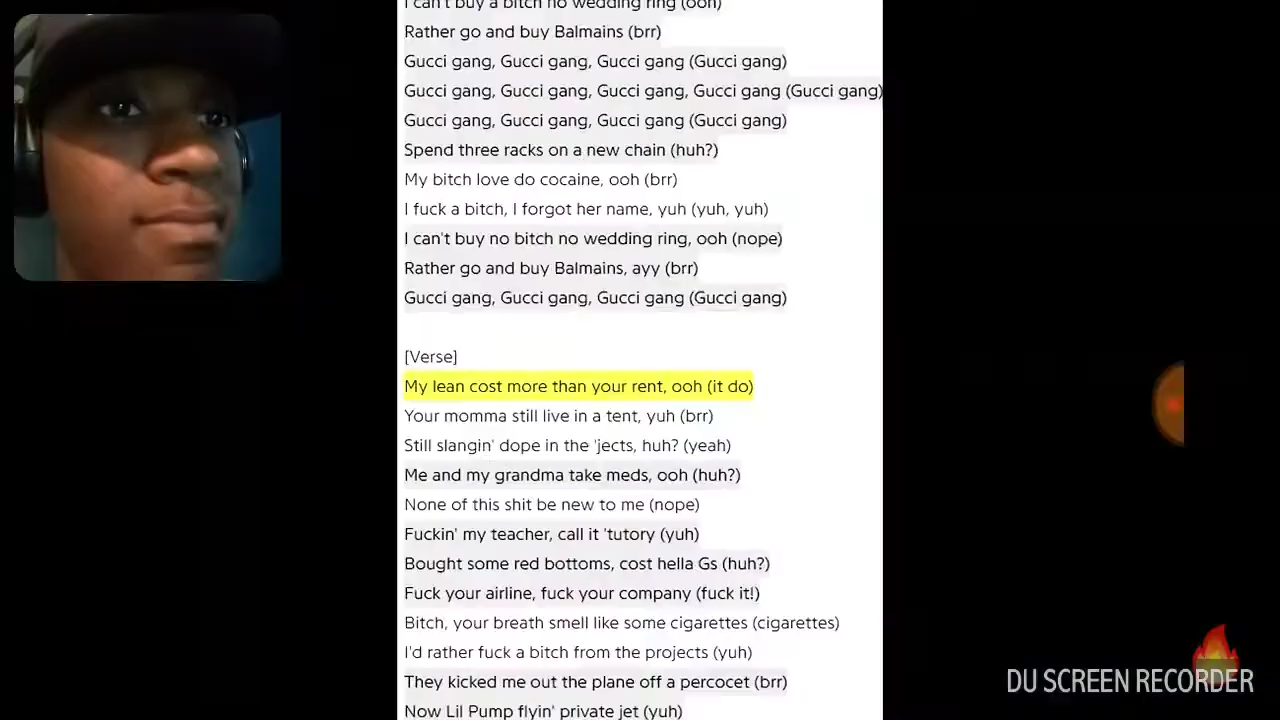 I can't buy a bitch no wedding ring (ooh)
Rather go and buy Balmains (brr)
Gucci gang, Gucci gang, Gucci gang (Gucci gang)
Gucci gang, Gucci gang, Gucci gang, Gucci gang (Gucci gang)
Gucci gang, Gucci gang, Gucci gang (Gucci gang)
Spend three racks on a new chain (huh?)
My bitch love do cocaine, ooh (brr)
I fuck a bitch, I forgot her name, yuh (yuh, yuh)
I can't buy no bitch no wedding ring, ooh (nope)
Rather go and buy Balmains, ayy (brr)
Gucci gang, Gucci gang, Gucci gang (Gucci gang)
[Verse]
My lean cost more than your rent, ooh (it do)
Your momma still live in a tent, yuh (brr)
Still slangin' dope in the 'jects, huh? (yeah)
Me and my grandma take meds, ooh (huh?)
None of this shit be new to me (nope)
Fuckin' my teacher, call it 'tutory (yuh)
Bought some red bottoms, cost hella Gs (huh?)
Fuck your airline, fuck your company (fuck it!)
Bitch, your breath smell like some cigarettes (cigarettes)
I'd rather fuck a bitch from the projects (yuh)
They kicked me out the plane off a percocet (brr)
Now Lil Pump flyin' private jet (yuh)
DU SCREEN RECORDER